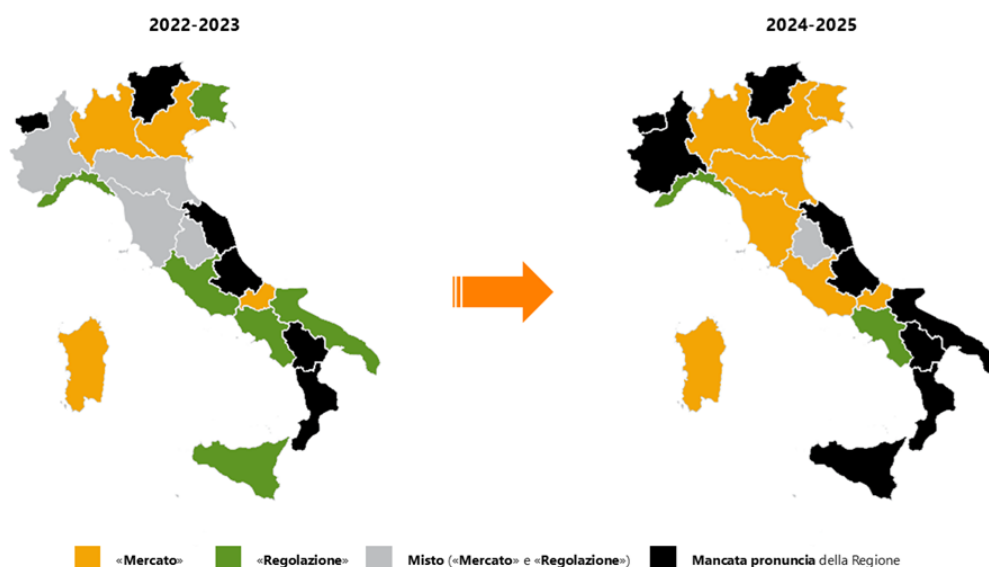 2022-2023
2024-2025
«Mercato»
«Regolazione»
Misto («Mercato» e «Regolazione»)
Mancata pronuncia della Regione